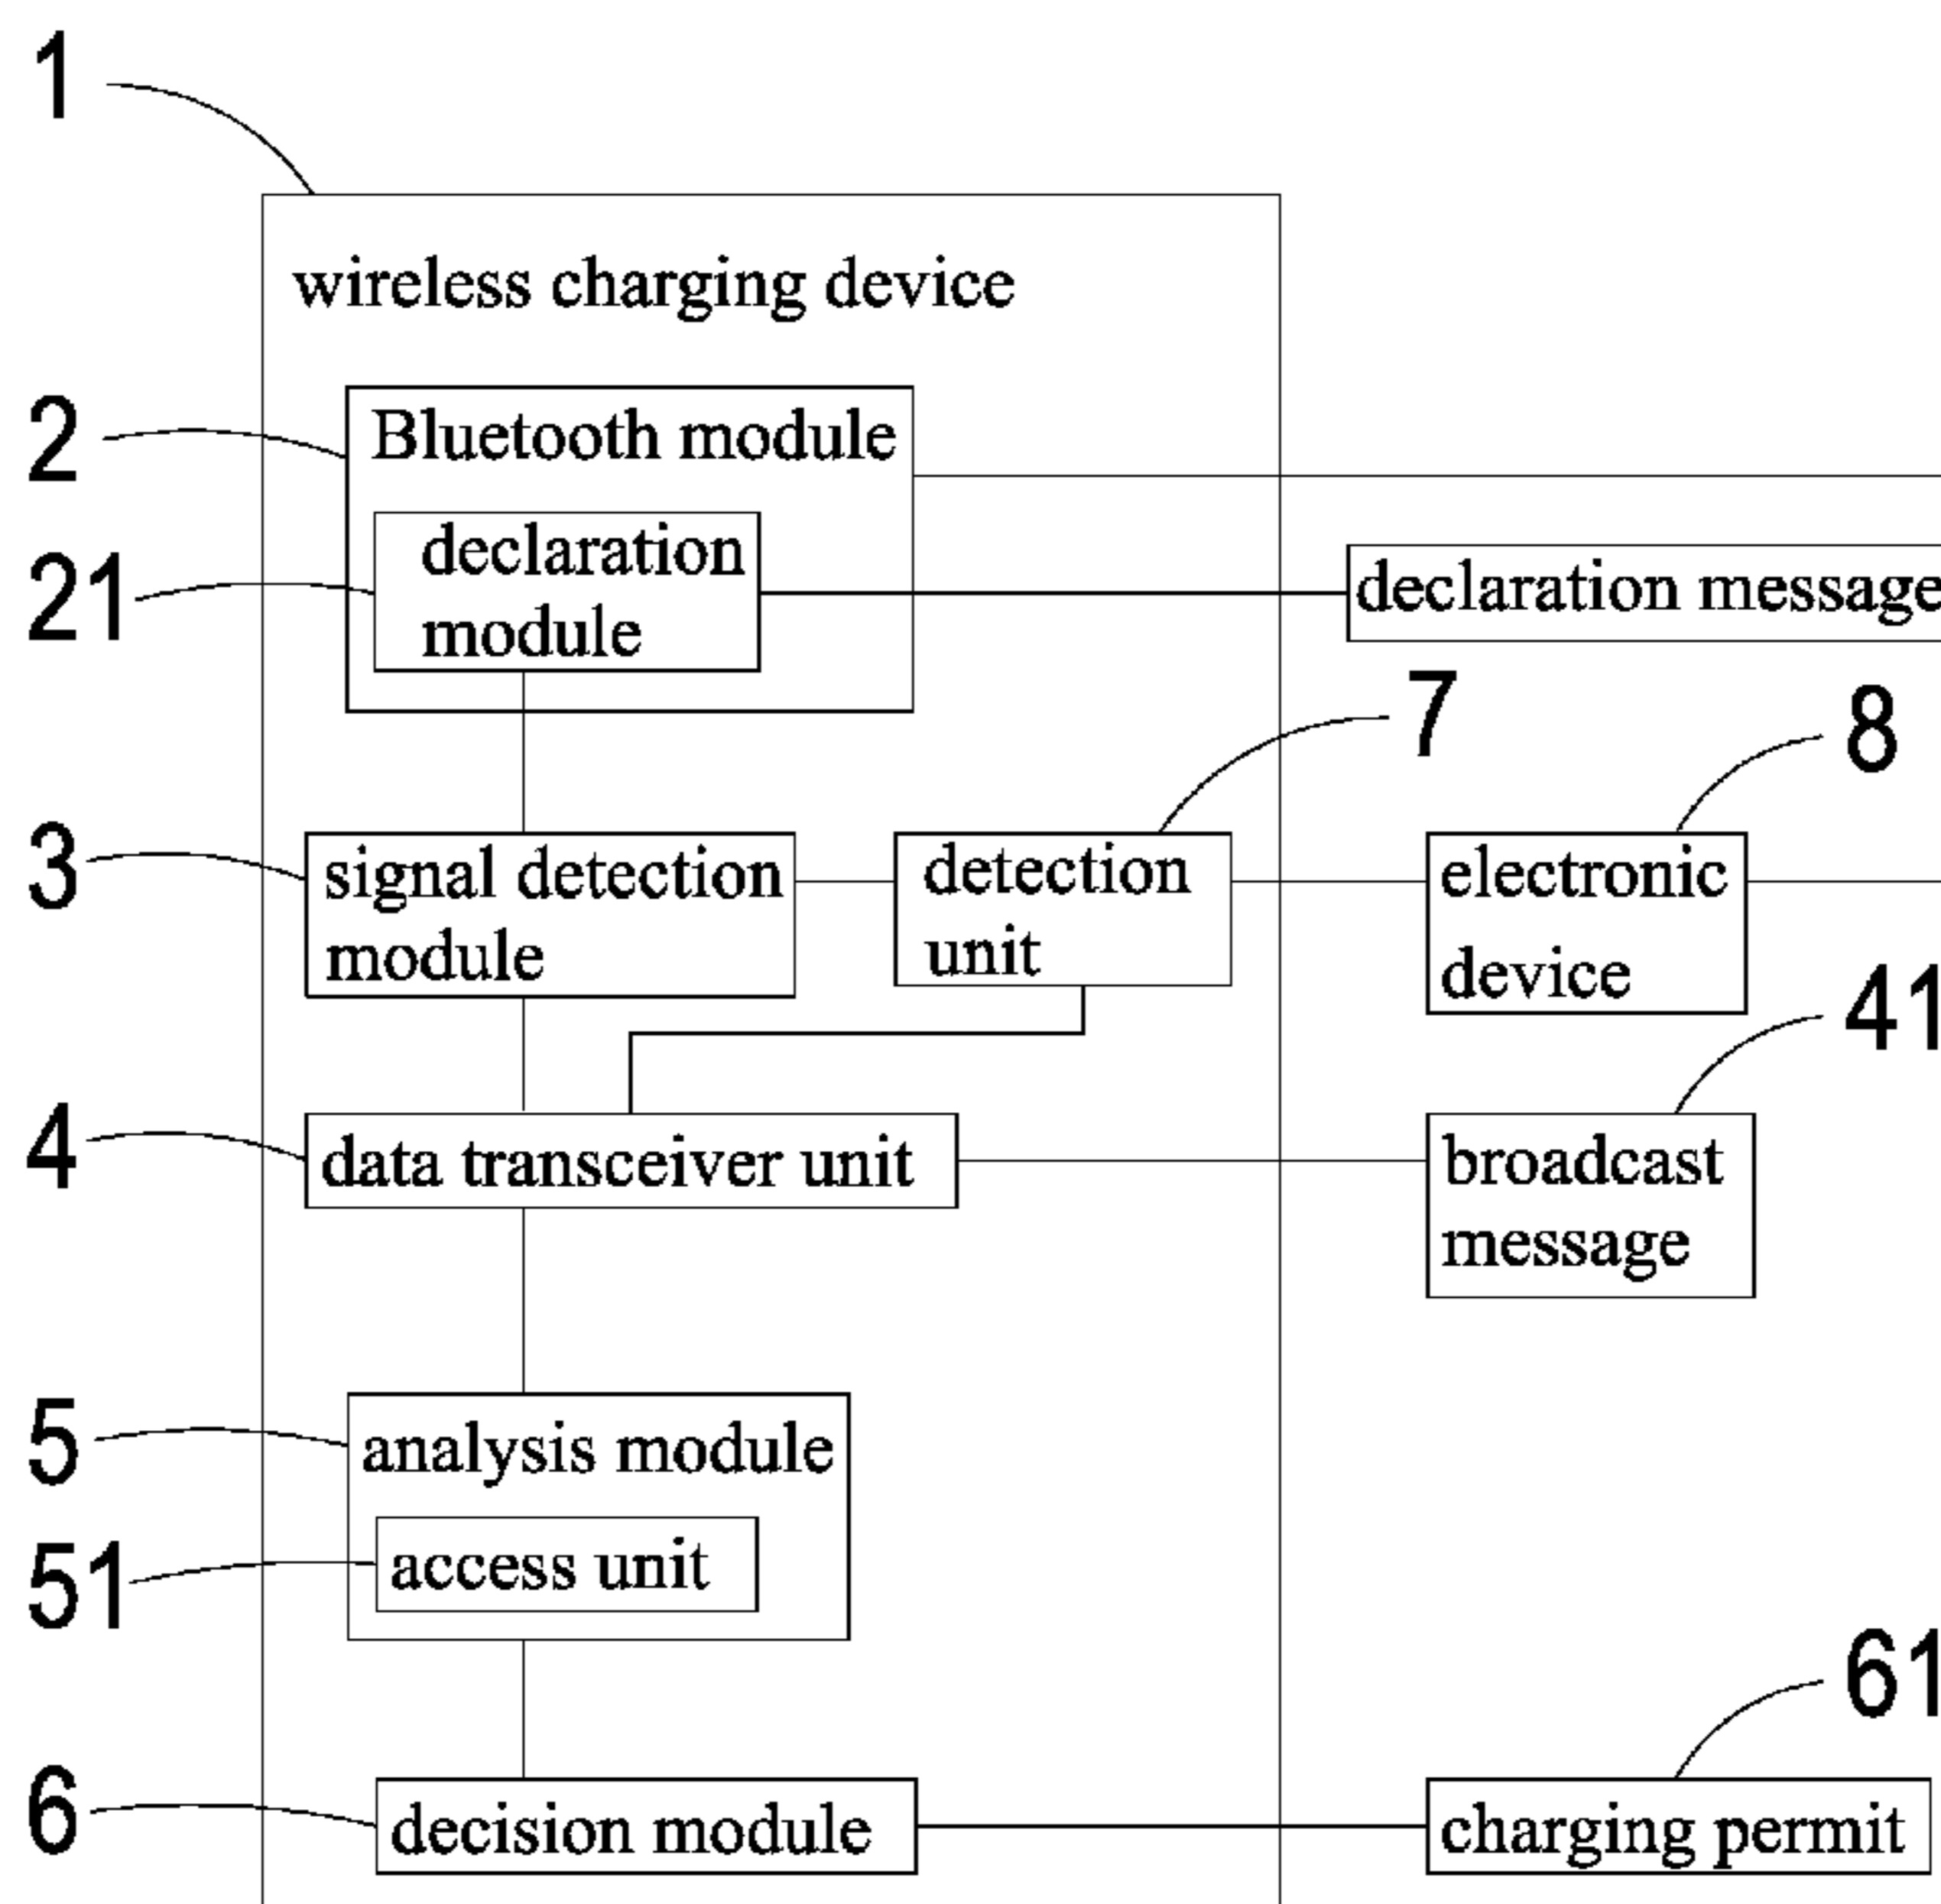 1
wireless charging device
2
Bluetooth module
21
declaration
module
declaration message
7
8
3
signal detection
module
detection
unit
electronic
device
41
4
data transceiver unit
broadcast
message
5
analysis module
51
access unit
61
6
decision module
charging permit